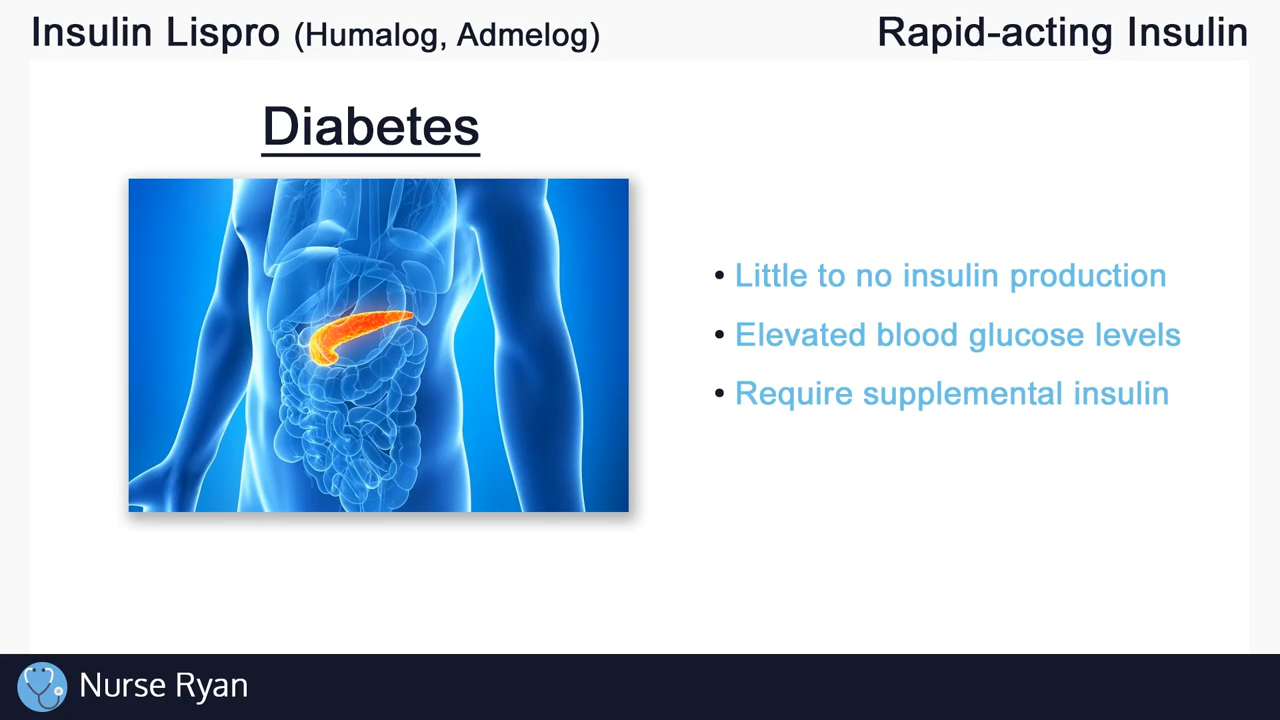 Insulin Lispro (Humalog, Admelog)
Rapid-acting Insulin
Diabetes
• Little to no insulin production
• Elevated blood glucose levels
• Require supplemental insulin
Nurse Ryan